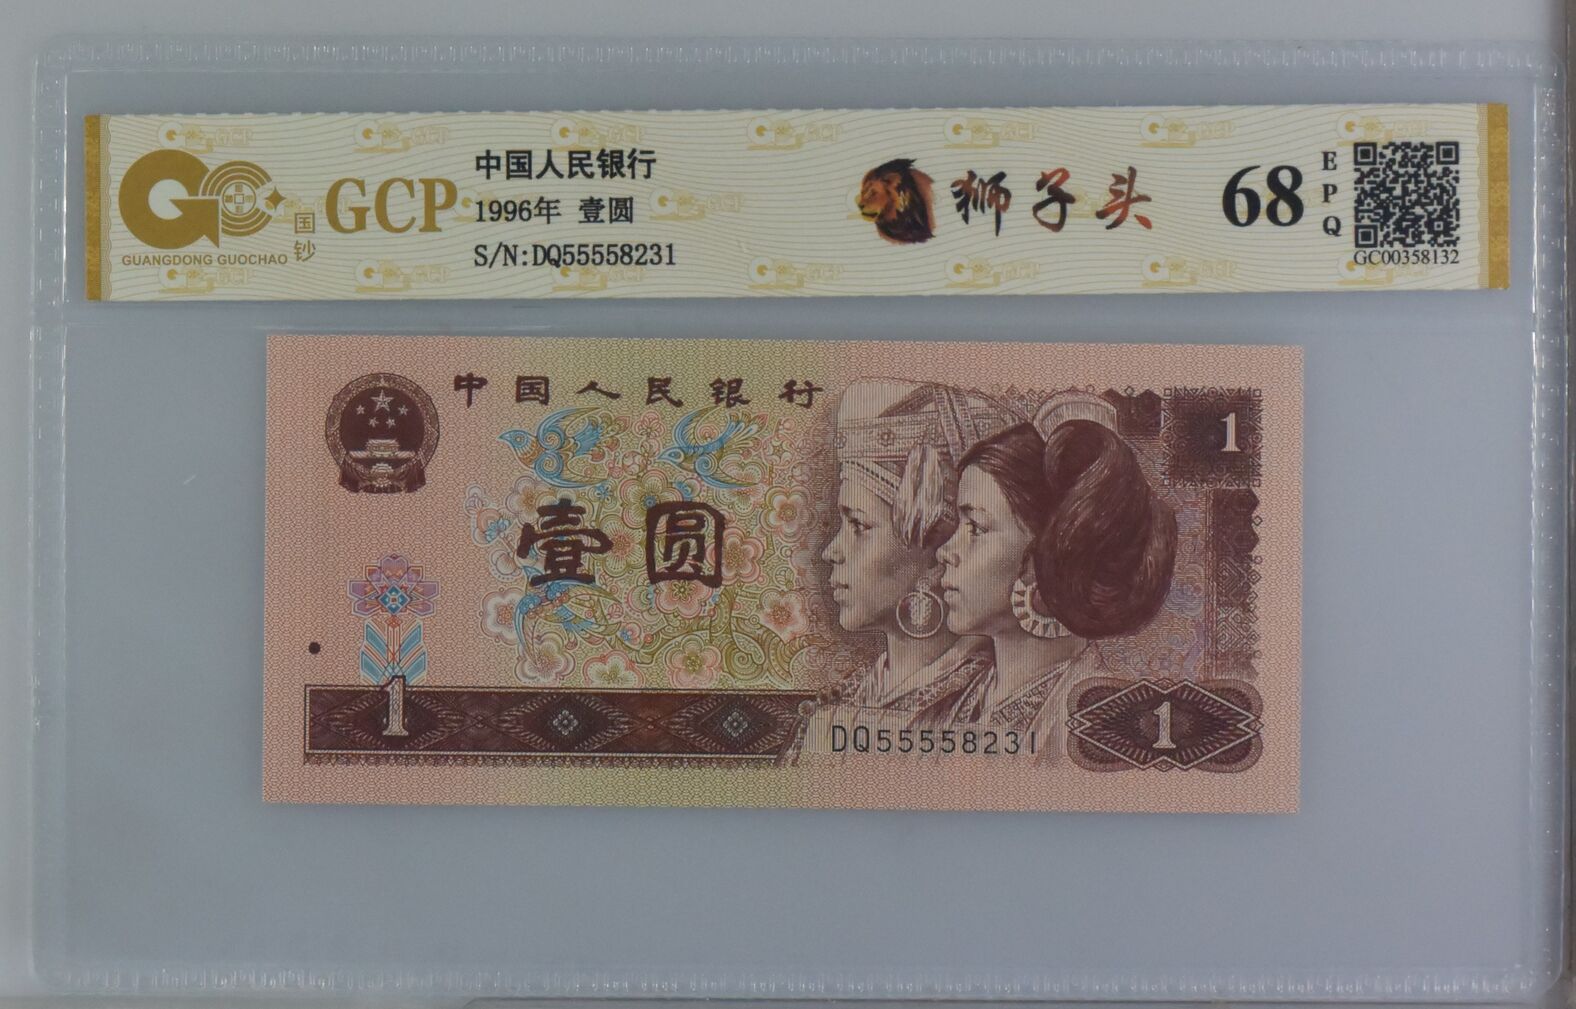 国钞
GUANGDONG GUOCHAO
GCP
中国人民银行
1996年 壹圆
S/N:DQ55558231
狮子头
68
EPQ
GC00358132
中国人民银行
1
壹圆
1
DQ55558231
1